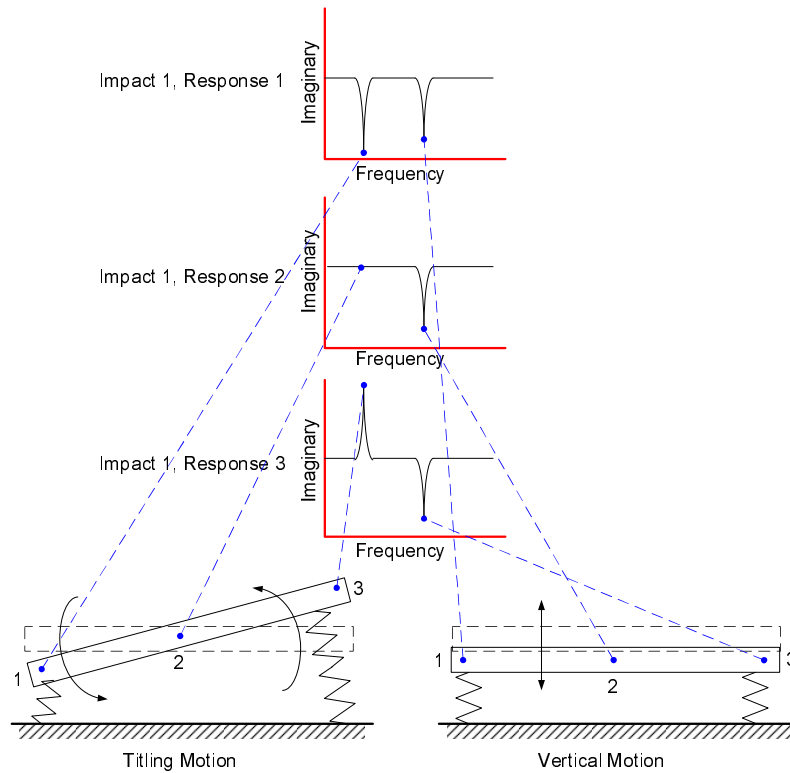 Impact 1, Response 1
Imaginary
Frequency
Impact 1, Response 2
Imaginary
Frequency
Impact 1, Response 3
Imaginary
Frequency
1
2
3
1
2
3
Titling Motion
Vertical Motion